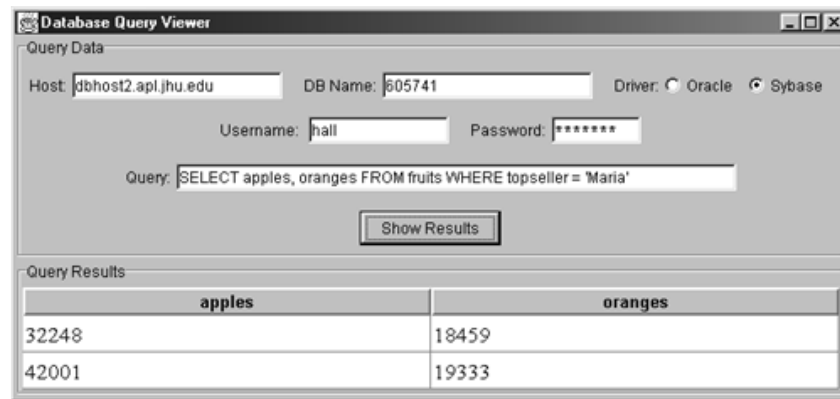 Database Query Viewer
Query Data
Host: dbhost2.apl.jhu.edu DB Name: 605741 Driver: Oracle Sybase
Username: hall Password: *******
Query: SELECT apples, oranges FROM fruits WHERE topseller = 'Maria'
Show Results
Query Results
apples oranges
32248 18459
42001 19333